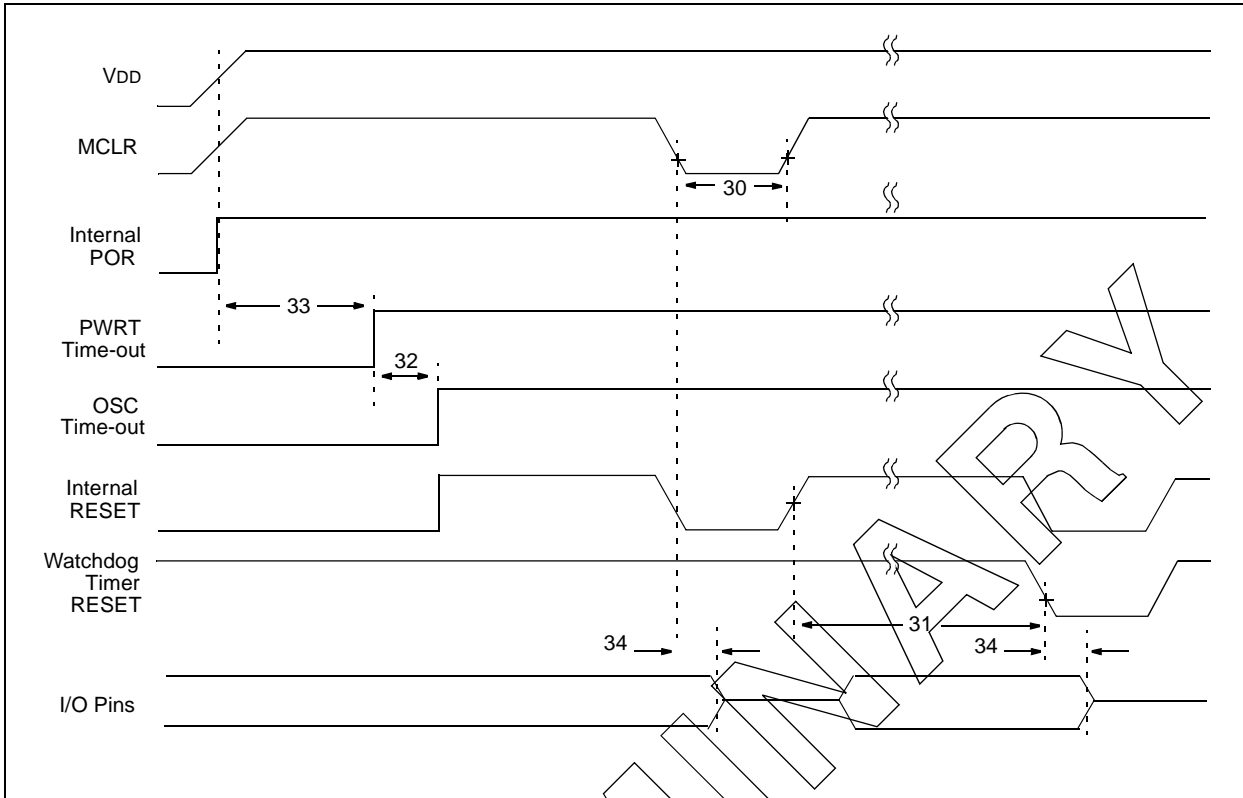 VDD
MCLR
30
Internal
POR
33
PWRT
Time-out
32
OSC
Time-out
Internal
RESET
Watchdog
Timer
RESET
31
34
34
I/O Pins
INARY